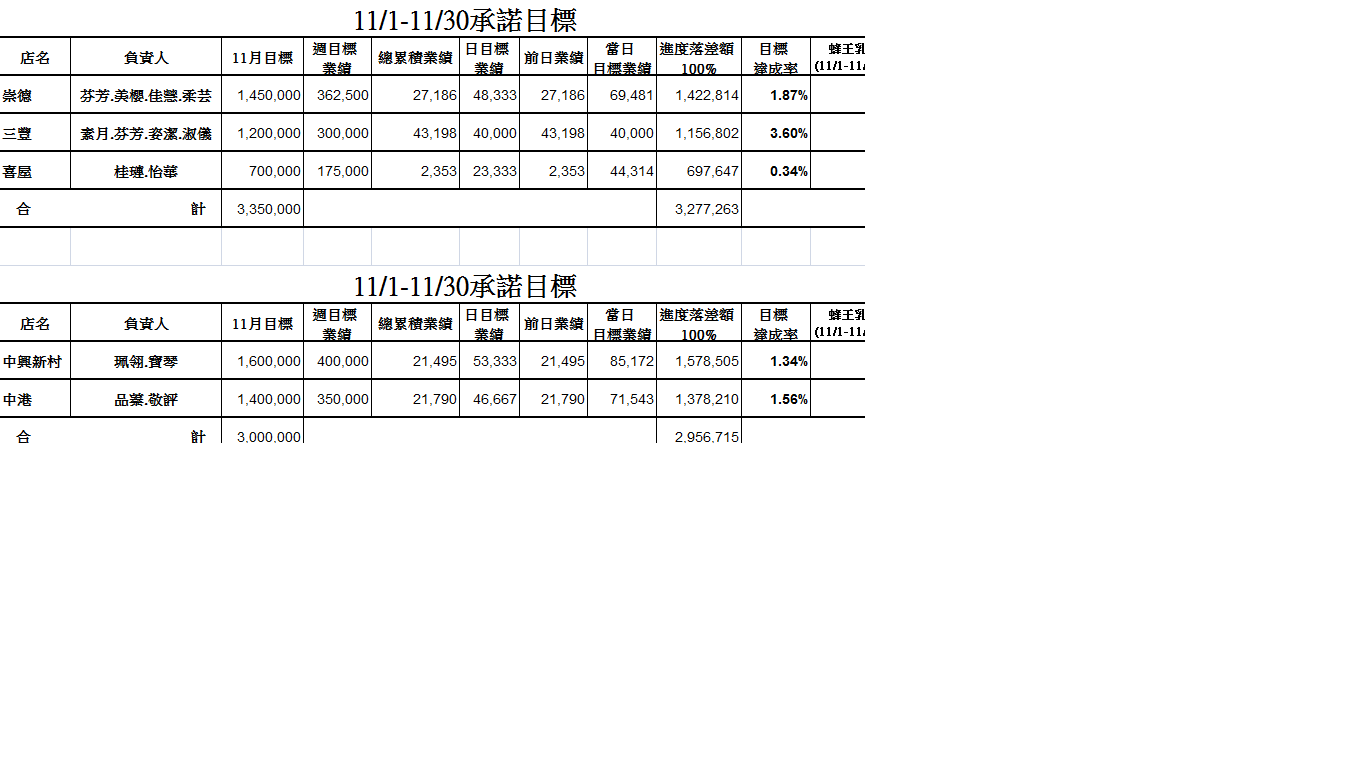 11/1-11/30承諾目標
店名 負責人 11月目標 週目標業績 總累積業績 日目標業績 前日業績 當日目標業績 進度落差額100% 目標達成率 蜂王乳(11/1-11/
崇德 芬芳.美櫻.佳慧.柔芸 1,450,000 362,500 27,186 48,333 27,186 69,481 1,422,814 1.87%
三豐 素月.芬芳.姿潔.淑儀 1,200,000 300,000 43,198 40,000 43,198 40,000 1,156,802 3.60%
喜屋 桂璉.怡華 700,000 175,000 2,353 23,333 2,353 44,314 697,647 0.34%
合 計 3,350,000 3,277,263
11/1-11/30承諾目標
店名 負責人 11月目標 週目標業績 總累積業績 日目標業績 前日業績 當日目標業績 進度落差額100% 目標達成率 蜂王乳(11/1-11/
中興新村 珮翎.寶琴 1,600,000 400,000 21,495 53,333 21,495 85,172 1,578,505 1.34%
中港 品蓁.敬評 1,400,000 350,000 21,790 46,667 21,790 71,543 1,378,210 1.56%
合 計 3,000,000 2,956,715